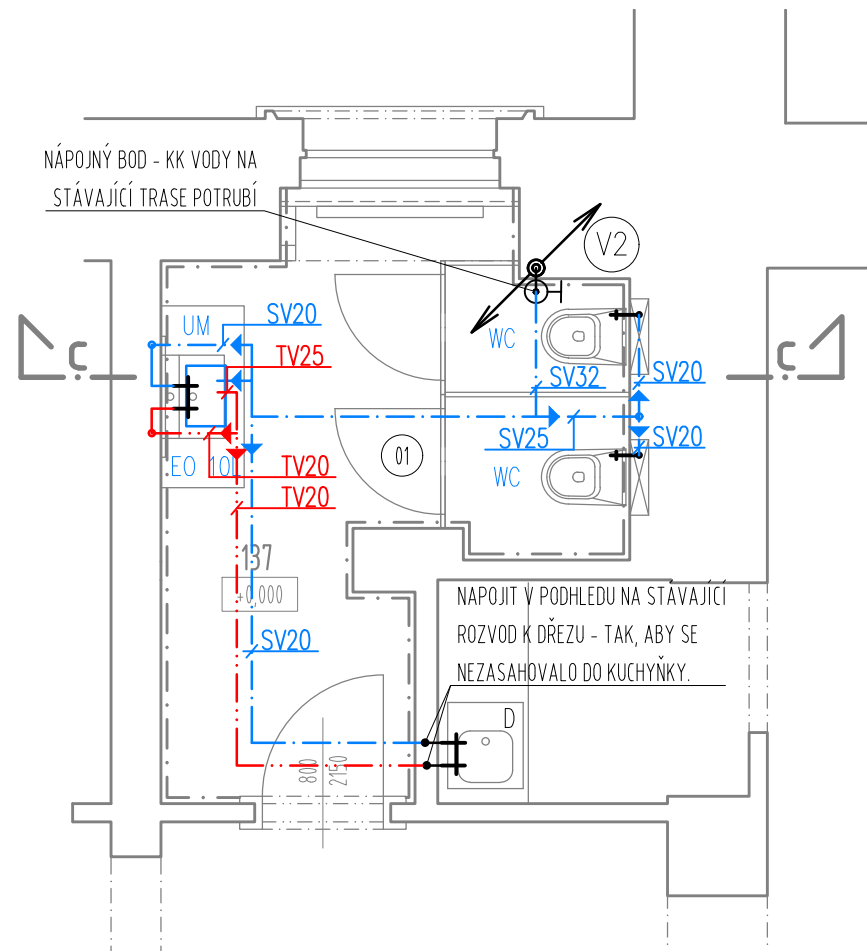 NÁPOJNÝ BOD - KK VODY NA
STÁVAJÍCÍ TRASE POTRUBÍ
V2
UM
SV20
WC
TV25
SV32
SV20
C
C
SV25
SV20
01
EO 10L
TV20
WC
TV20
137
±0,000
NAPOJIT V PODHLEDU NA STÁVAJÍCÍ
ROZVOD K DŘEZU - TAK, ABY SE
NEZASAHOVALO DO KUCHYŇKY.
SV20
D
800
2150